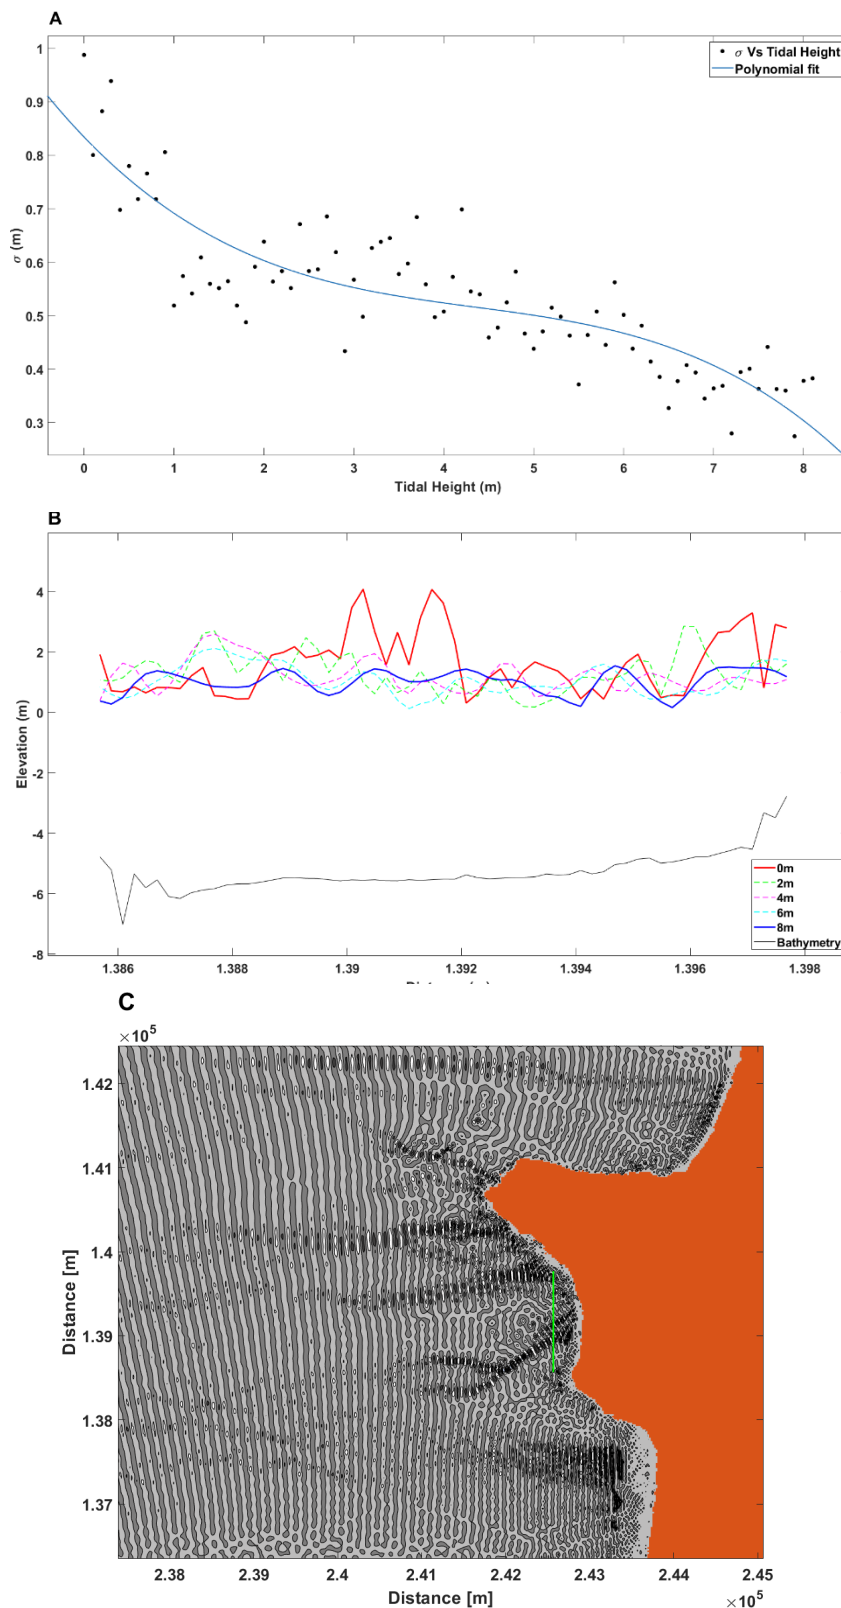 A
σ Vs Tidal Height
Polynomial fit
1
0.9
0.8
0.7
0.6
0.5
0.4
0.3
σ (m)
0 1 2 3 4 5 6 7 8
Tidal Height (m)
B
4
2
0
-2
-4
-6
-8
Elevation (m)
0m
2m
4m
6m
8m
Bathymetry
1.386 1.388 1.39 1.392 1.394 1.396 1.398
C
×10⁵
1.42
1.41
1.4
1.39
1.38
1.37
Distance [m]
2.38 2.39 2.4 2.41 2.42 2.43 2.44 2.45
Distance [m]
×10⁵